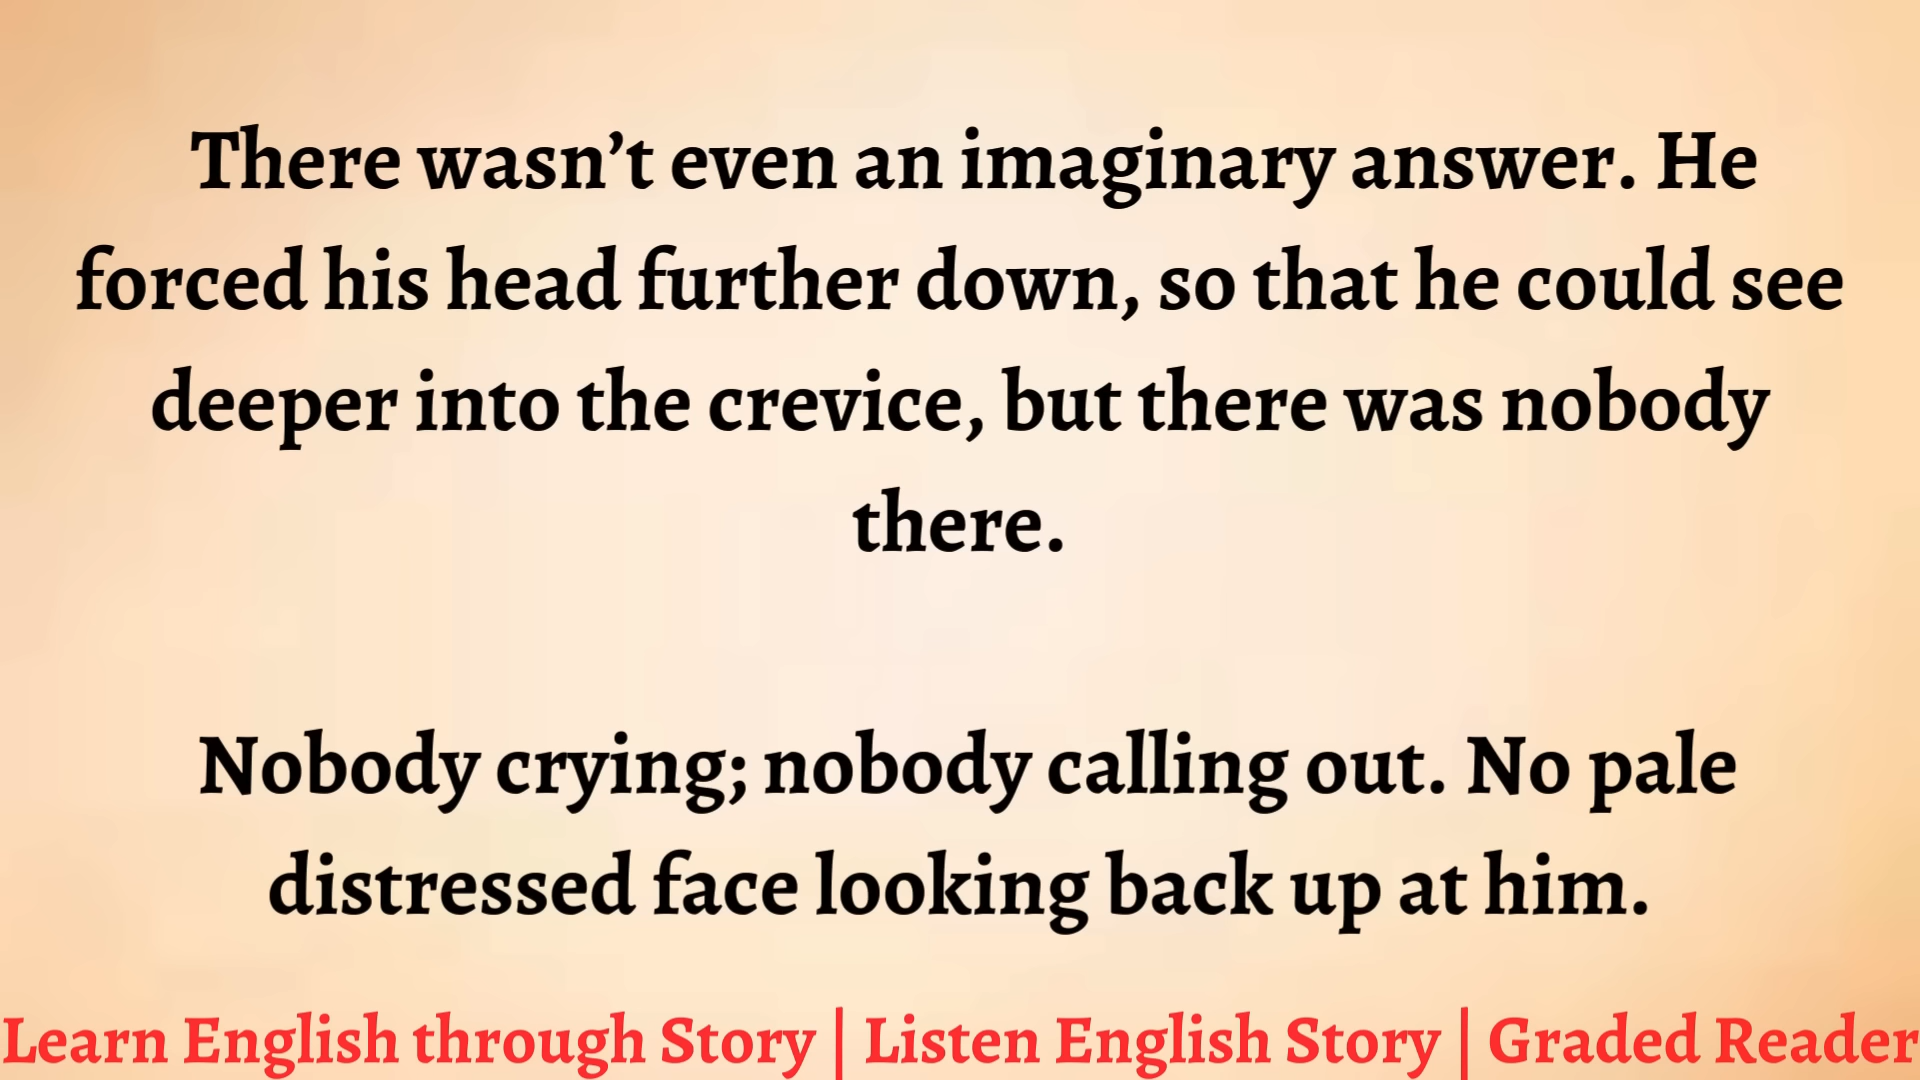 There wasn’t even an imaginary answer. He
forced his head further down, so that he could see
deeper into the crevice, but there was nobody
there.
Nobody crying; nobody calling out. No pale
distressed face looking back up at him.
Learn English through Story | Listen English Story | Graded Reader